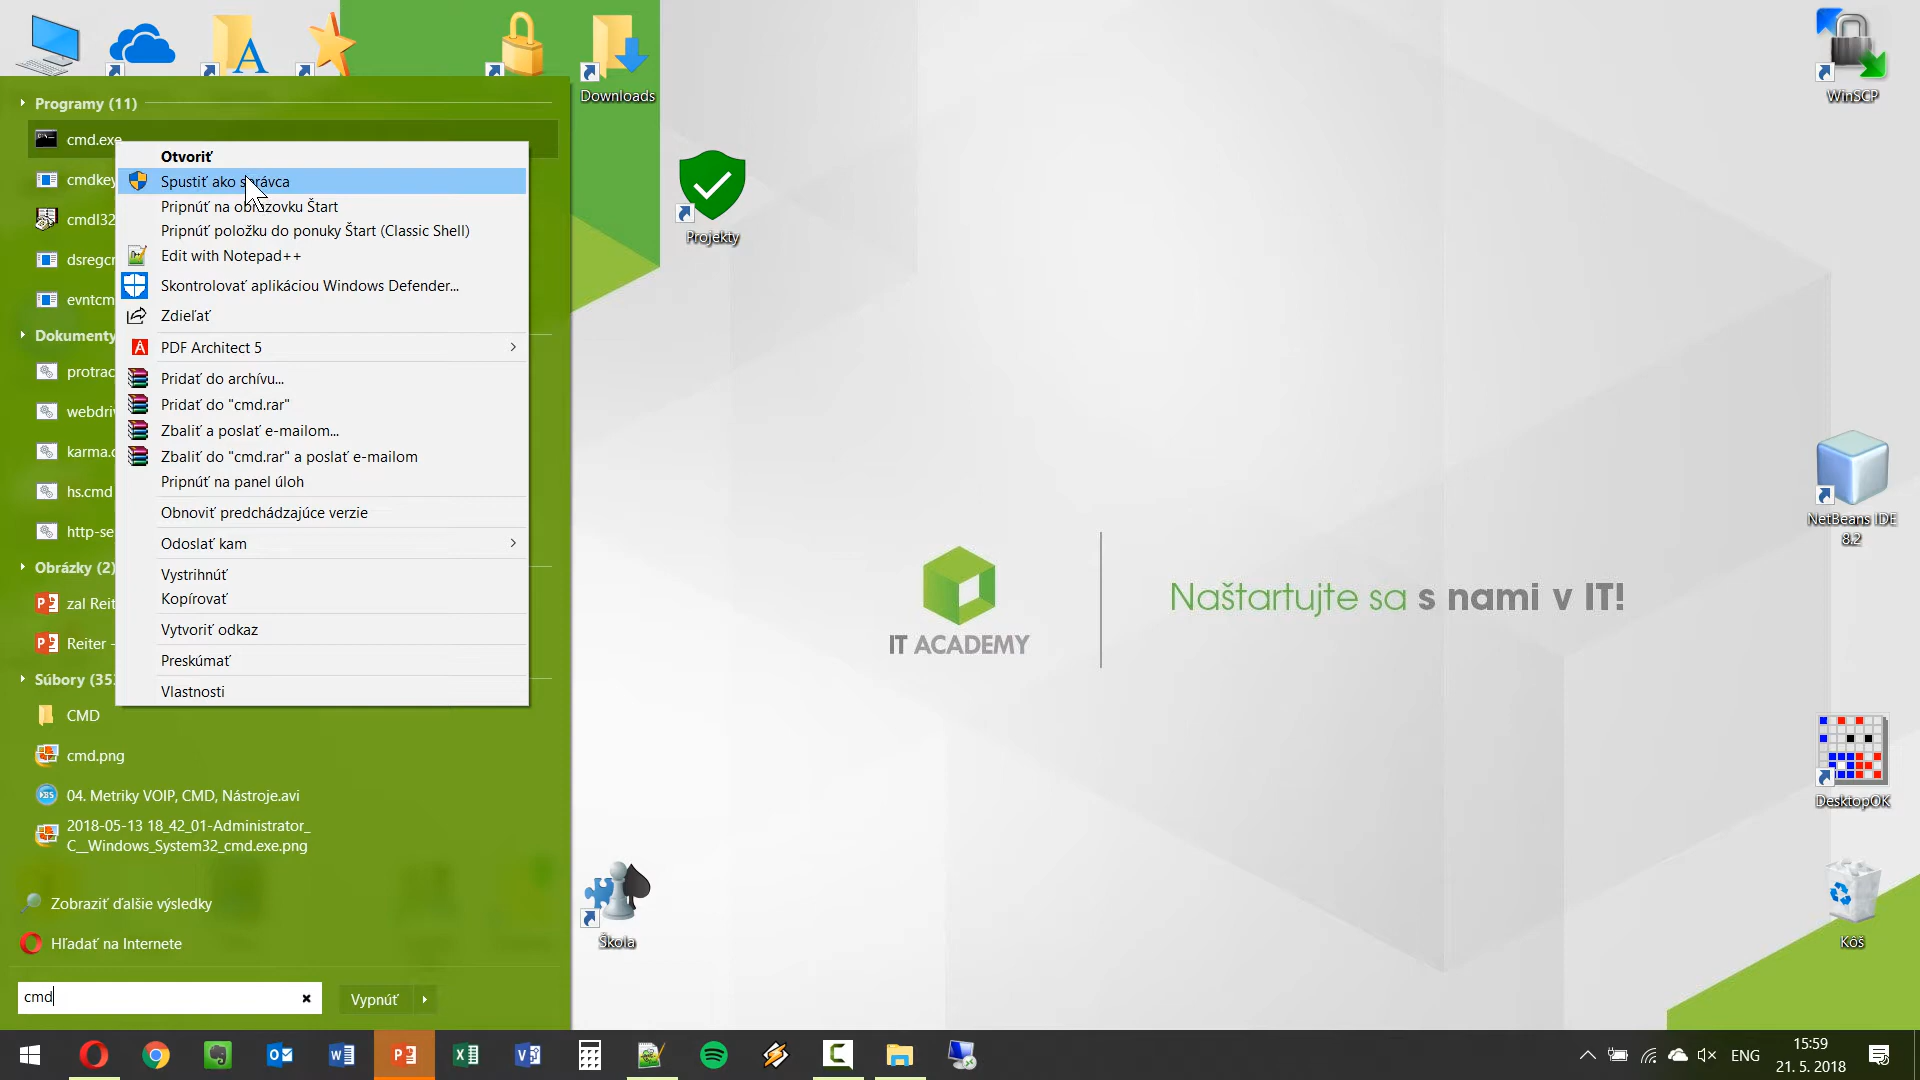 Downloads
WinSCP
Programy (11)
cmd.exe
Otvoriť
Spustiť ako správca
Pripnúť na obrazovku Štart
Pripnúť položku do ponuky Štart (Classic Shell)
Edit with Notepad++
Skontrolovať aplikáciou Windows Defender...
Zdieľať
PDF Architect 5
Pridať do archívu...
Pridať do "cmd.rar"
Zbaliť a poslať e-mailom...
Zbaliť do "cmd.rar" a poslať e-mailom
Pripnúť na panel úloh
Obnoviť predchádzajúce verzie
Odoslať kam
Vystrihnúť
Kopírovať
Vytvoriť odkaz
Preskúmať
Vlastnosti
cmdkey
cmdl32
dsregcm
evntcm
Dokumenty
protrac
webdriv
karma.c
hs.cmd
http-se
Obrázky (2)
zal Reit
Reiter -
Súbory (353
CMD
cmd.png
04. Metriky VOIP, CMD, Nástroje.avi
2018-05-13 18_42_01-Administrator_
C__Windows_System32_cmd.exe.png
Zobraziť ďalšie výsledky
Hľadať na Internete
cmd
Vypnúť
Projekty
NetBeans IDE
8.2
IT ACADEMY
Naštartujte sa s nami v IT!
DesktopOK
Škola
Kôš
ENG
15:59
21. 5. 2018